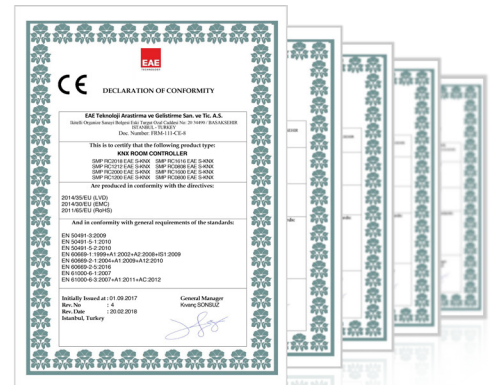 EAE
TECHNOLOGY
CE
DECLARATION OF CONFORMITY
EAE Teknoloji Arastirma ve Gelistirme San. ve Tic. A.S.
ISTANBUL - TURKEY
Doc. Number: FRM-111-CE-8
This is to certify that the following product type:
KNX ROOM CONTROLLER
SMP RC2018 EAE S-KNX SMP RC1616 EAE S-KNX
SMP RC1212 EAE S-KNX SMP RC0808 EAE S-KNX
SMP RC2000 EAE S-KNX SMP RC1600 EAE S-KNX
SMP RC1200 EAE S-KNX SMP RC0800 EAE S-KNX
Are produced in conformity with the directives:
2014/35/EU (LVD)
2014/30/EU (EMC)
2011/65/EU (RoHS)
And in conformity with general requirements of the standards:
EN 50491-3:2009
EN 50491-5-1:2010
EN 50491-5-2:2010
EN 60669-1:1999+A1:2002+A2:2008+IS1:2009
EN 60669-2-1:2004+A1:2009+A12:2010
EN 60669-2-5:2016
EN 61000-6-1:2007
EN 61000-6-3:2007+A1:2011+AC:2012
Initially Issued at : 01.09.2017 General Manager
Rev. No : 4 Kıvanç SONSUZ
Rev. Date : 20.02.2018
Istanbul, Turkey